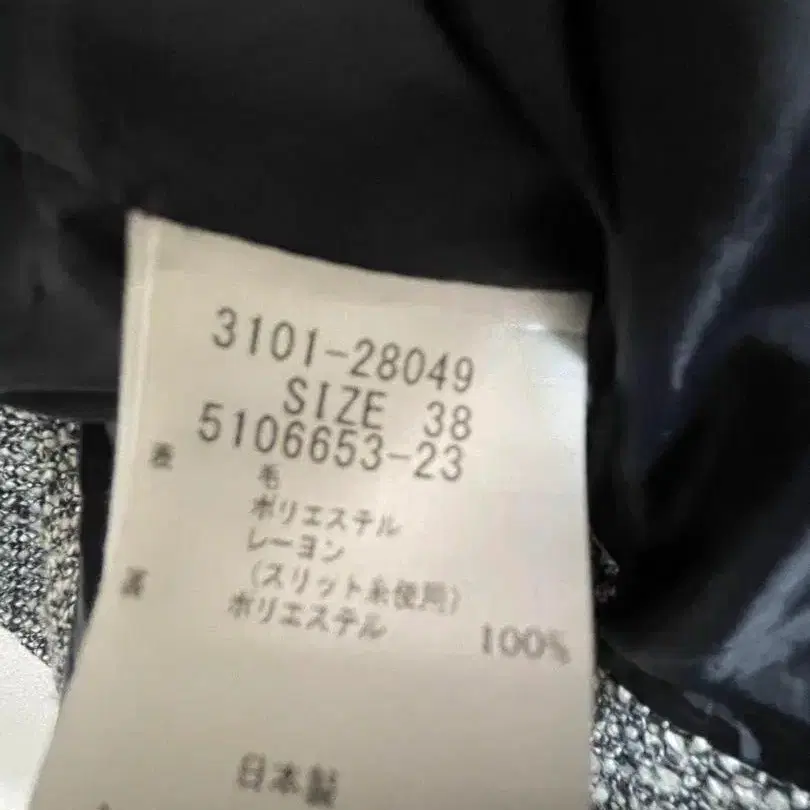 3101-28049
SIZE 38
5106653-23
表 毛
ポリエステル
レーヨン
(スリット糸使用)
裏 ポリエステル 100%
日本製